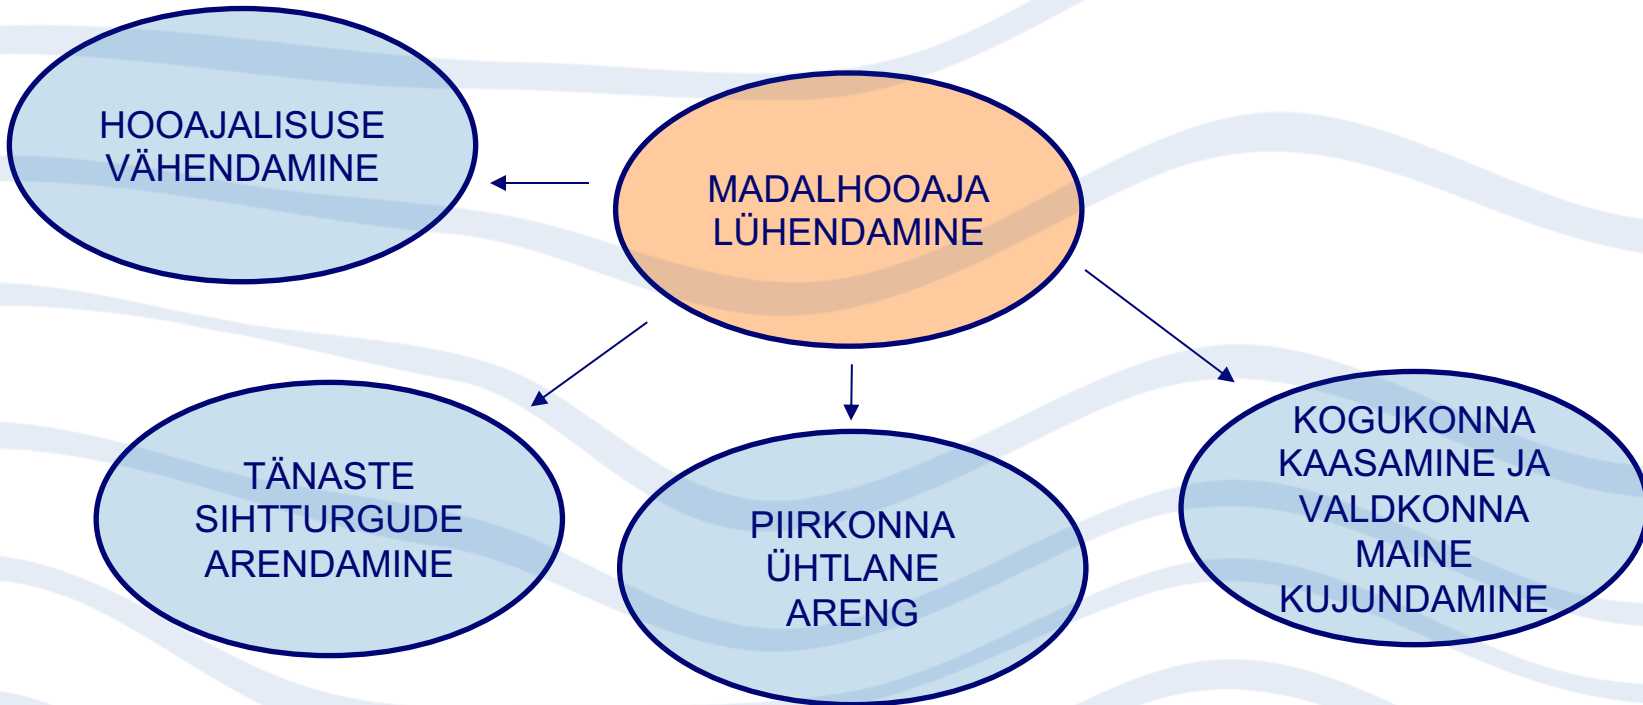 HOOAJALISUSE
VÄHENDAMINE
MADALHOOAJA
LÜHENDAMINE
TÄNASTE
SIHTTURGUDE
ARENDAMINE
PIIRKONNA
ÜHTLANE
ARENG
KOGUKONNA
KAASAMINE JA
VALDKONNA
MAINE
KUJUNDAMINE